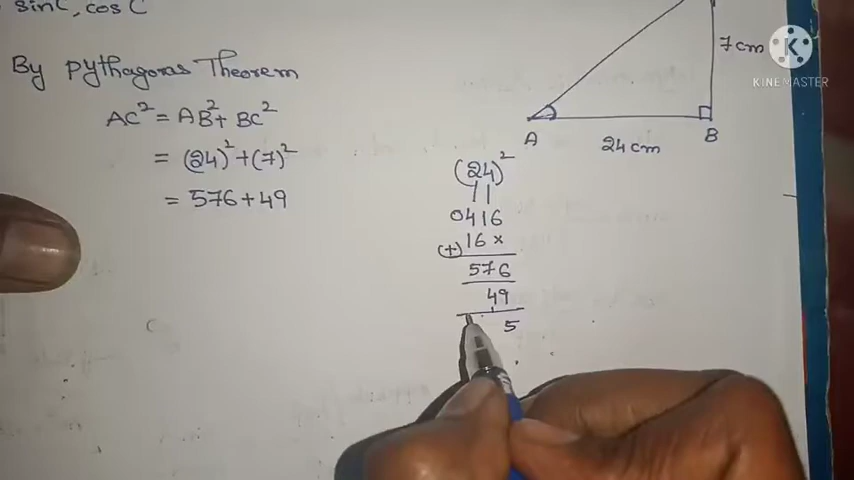 sinC, cos C
By pythagoras Theorem
AC² = AB² + BC²
= (24)² + (7)²
= 576 + 49
7 cm
A
24 cm
B
(24)²
0416
16 ×
(+)
576
49
5
K
KINEMASTER